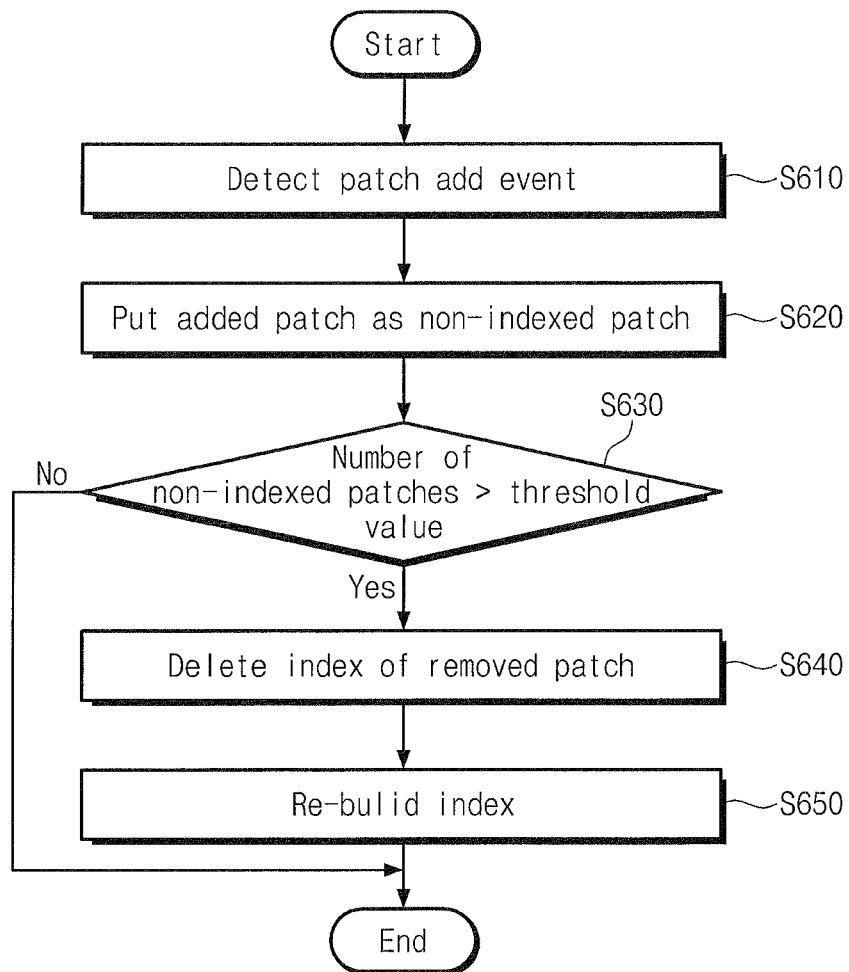 Start
Detect patch add event
S610
Put added patch as non-indexed patch
S620
S630
No
Number of
non-indexed patches > threshold
value
Yes
Delete index of removed patch
S640
Re-bulid index
S650
End